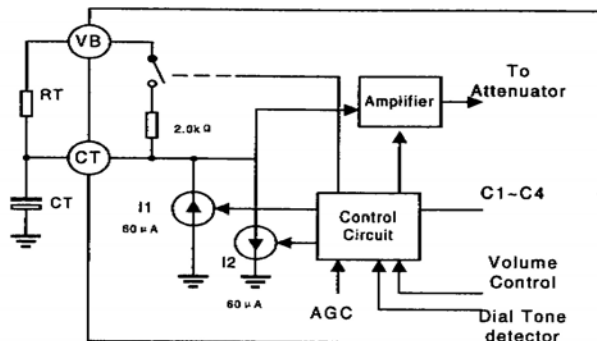 VB
To
Attenuator
RT
Amplifier
2.0kΩ
CT
CT
I1
60μA
Control
Circuit
C1~C4
I2
60μA
Volume
Control
AGC
Dial Tone
detector